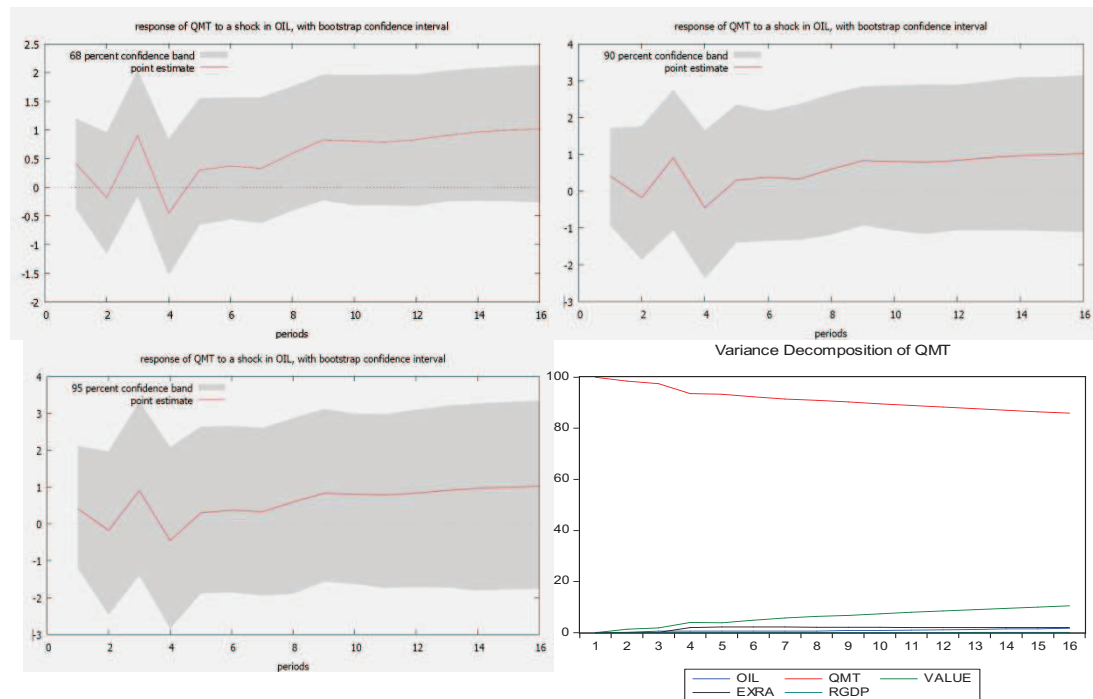 response of QMT to a shock in OIL, with bootstrap confidence interval
2.5
2
1.5
1
0.5
0
-0.5
-1
-1.5
-2
68 percent confidence band
point estimate
0 2 4 6 8 10 12 14 16
periods
response of QMT to a shock in OIL, with bootstrap confidence interval
4
3
2
1
0
-1
-2
-3
90 percent confidence band
point estimate
0 2 4 6 8 10 12 14 16
periods
response of QMT to a shock in OIL, with bootstrap confidence interval
4
3
2
1
0
-1
-2
-3
95 percent confidence band
point estimate
0 2 4 6 8 10 12 14 16
periods
Variance Decomposition of QMT
100
80
60
40
20
0
1 2 3 4 5 6 7 8 9 10 11 12 13 14 15 16
OIL QMT VALUE
EXRA RGDP